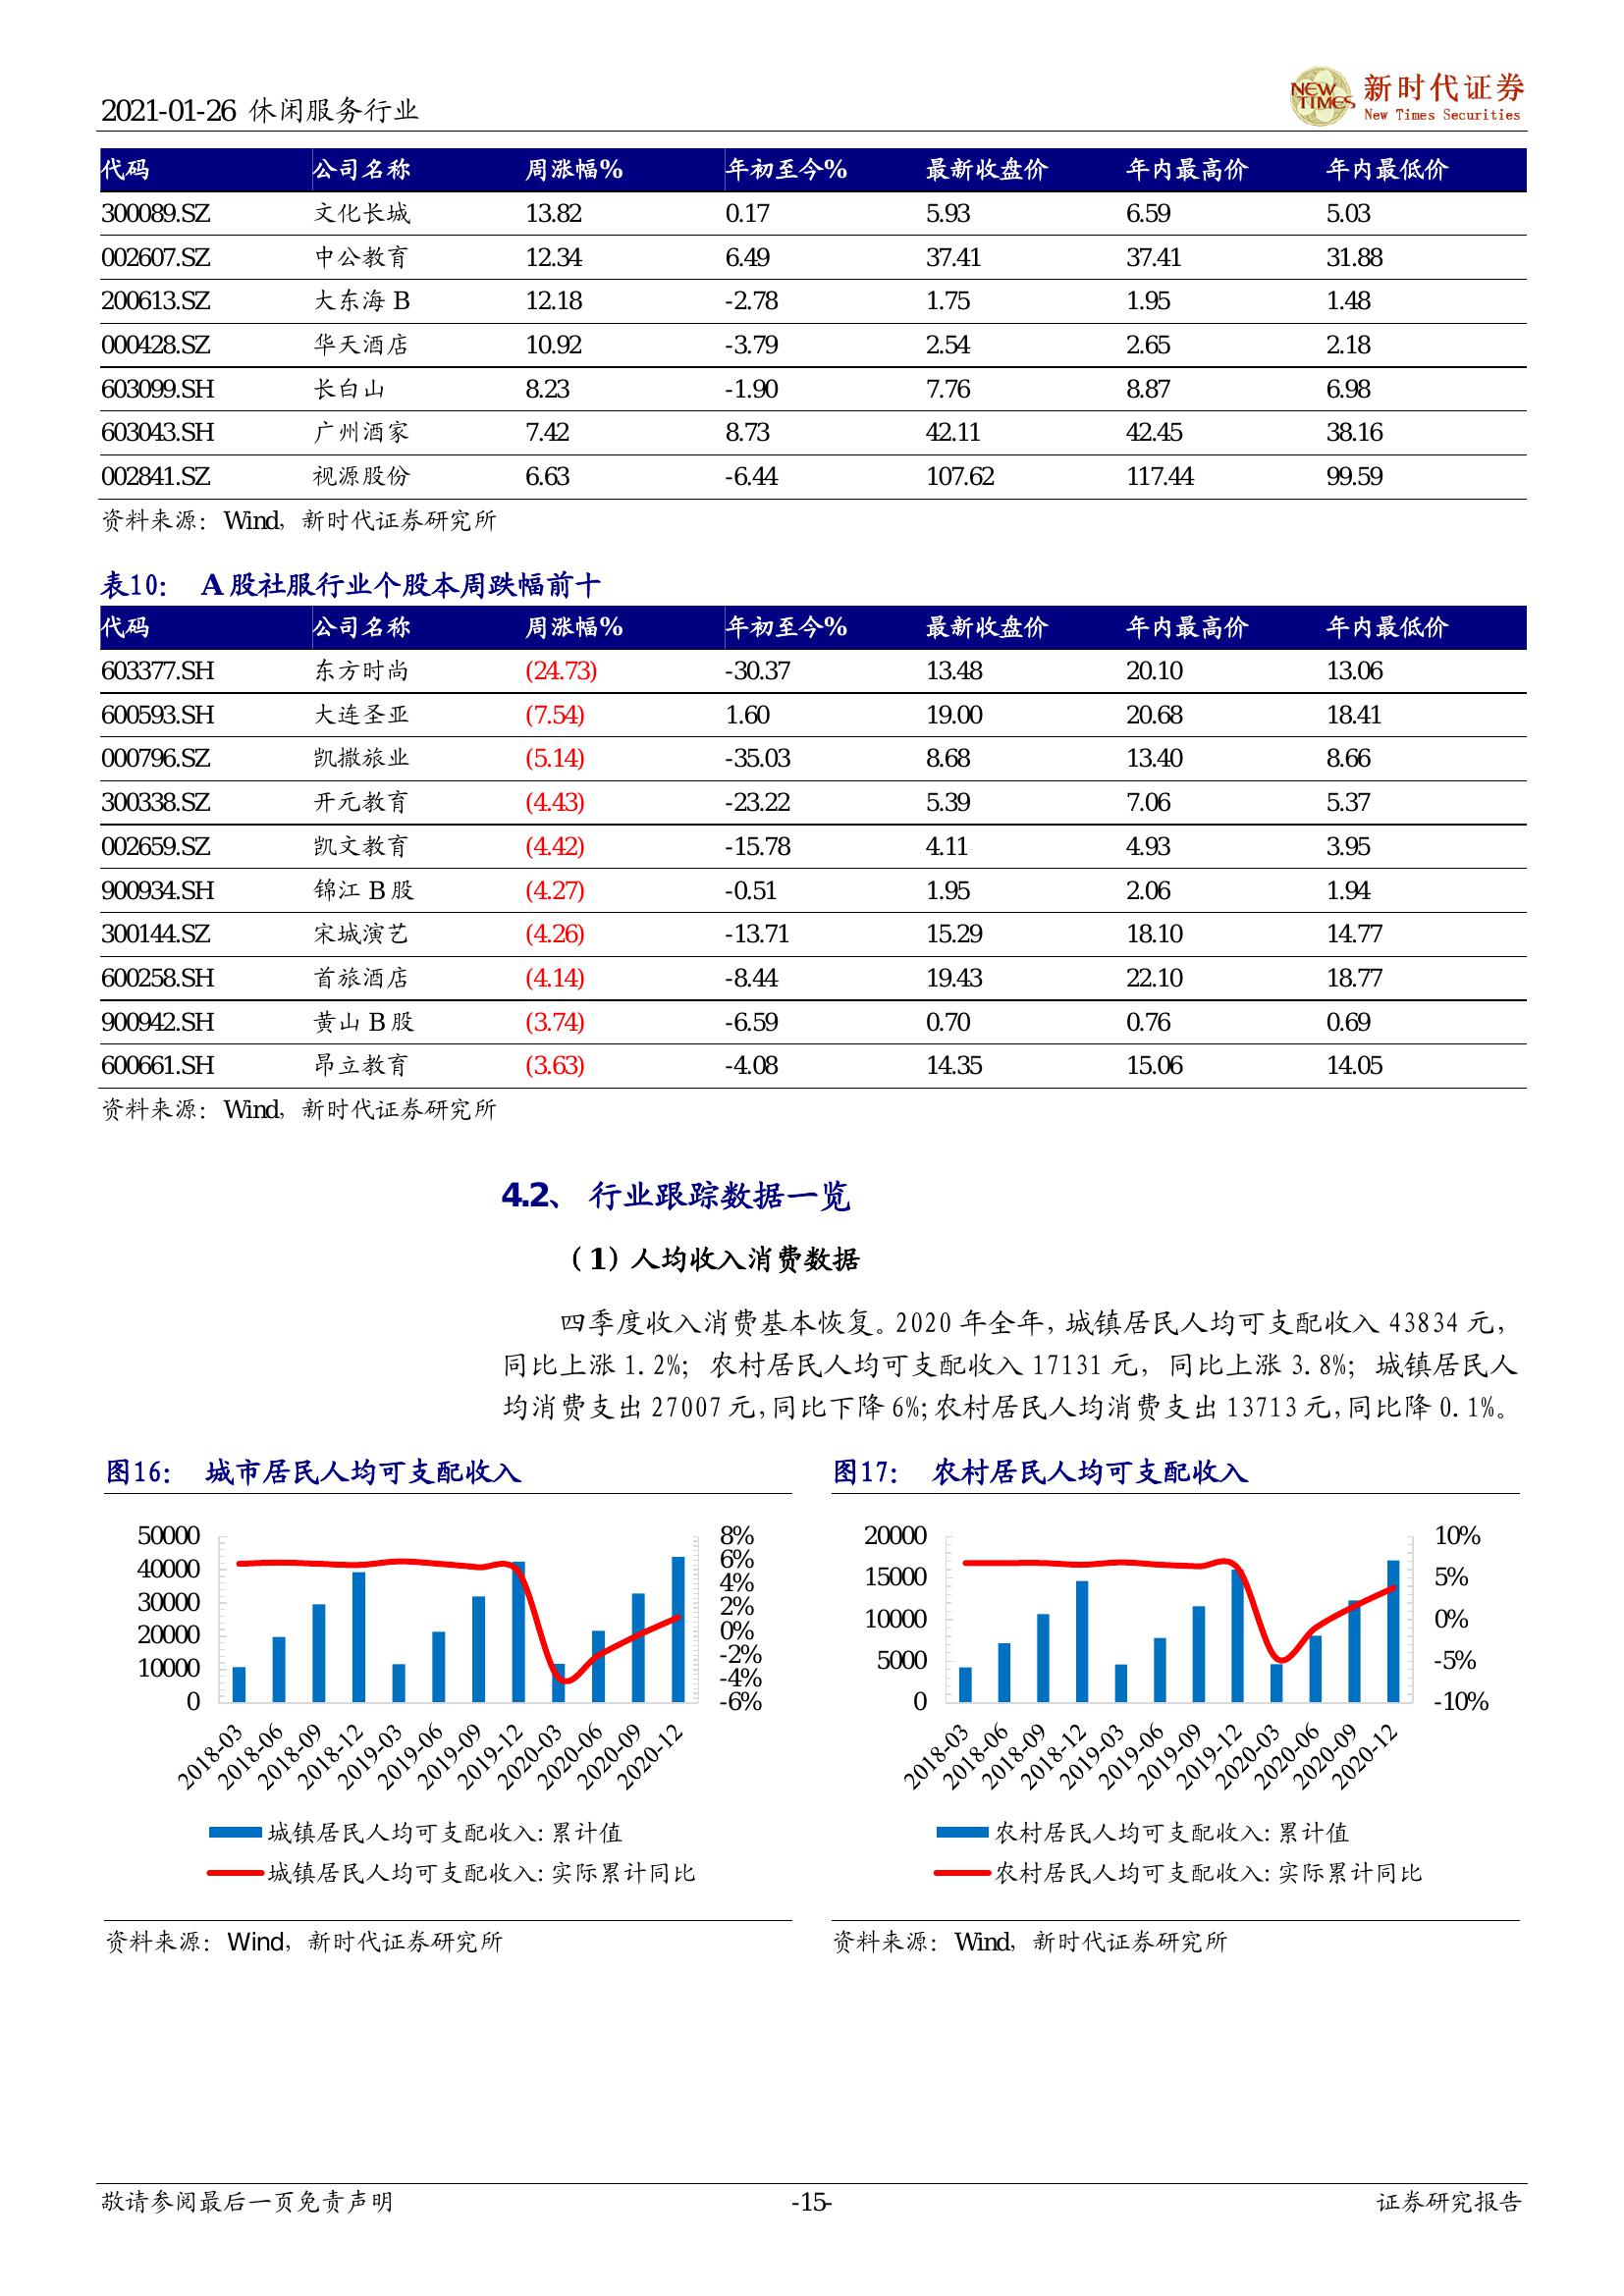 2021-01-26 休闲服务行业
NEW TIMES 新时代证券
New Times Securities
代码 公司名称 周涨幅% 年初至今% 最新收盘价 年内最高价 年内最低价
300089.SZ 文化长城 13.82 0.17 5.93 6.59 5.03
002607.SZ 中公教育 12.34 6.49 37.41 37.41 31.88
200613.SZ 大东海 B 12.18 -2.78 1.75 1.95 1.48
000428.SZ 华天酒店 10.92 -3.79 2.54 2.65 2.18
603099.SH 长白山 8.23 -1.90 7.76 8.87 6.98
603043.SH 广州酒家 7.42 8.73 42.11 42.45 38.16
002841.SZ 视源股份 6.63 -6.44 107.62 117.44 99.59
资料来源：Wind，新时代证券研究所
表10： A 股社服行业个股本周跌幅前十
代码 公司名称 周涨幅% 年初至今% 最新收盘价 年内最高价 年内最低价
603377.SH 东方时尚 (24.73) -30.37 13.48 20.10 13.06
600593.SH 大连圣亚 (7.54) 1.60 19.00 20.68 18.41
000796.SZ 凯撒旅业 (5.14) -35.03 8.68 13.40 8.66
300338.SZ 开元教育 (4.43) -23.22 5.39 7.06 5.37
002659.SZ 凯文教育 (4.42) -15.78 4.11 4.93 3.95
900934.SH 锦江 B 股 (4.27) -0.51 1.95 2.06 1.94
300144.SZ 宋城演艺 (4.26) -13.71 15.29 18.10 14.77
600258.SH 首旅酒店 (4.14) -8.44 19.43 22.10 18.77
900942.SH 黄山 B 股 (3.74) -6.59 0.70 0.76 0.69
600661.SH 昂立教育 (3.63) -4.08 14.35 15.06 14.05
资料来源：Wind，新时代证券研究所
4.2、 行业跟踪数据一览
（1）人均收入消费数据
四季度收入消费基本恢复。2020 年全年，城镇居民人均可支配收入 43834 元，
同比上涨 1.2%；农村居民人均可支配收入 17131 元，同比上涨 3.8%；城镇居民人
均消费支出 27007 元，同比下降 6%；农村居民人均消费支出 13713 元，同比降 0.1%。
图16： 城市居民人均可支配收入
50000 8%
40000 6%
30000 4%
20000 2%
10000 0%
0 -2%
-4%
-6%
2018-03 2018-06 2018-09 2018-12 2019-03 2019-06 2019-09 2019-12 2020-03 2020-06 2020-09 2020-12
城镇居民人均可支配收入:累计值
城镇居民人均可支配收入:实际累计同比
资料来源：Wind，新时代证券研究所
图17： 农村居民人均可支配收入
20000 10%
15000 5%
10000 0%
5000 -5%
0 -10%
2018-03 2018-06 2018-09 2018-12 2019-03 2019-06 2019-09 2019-12 2020-03 2020-06 2020-09 2020-12
农村居民人均可支配收入:累计值
农村居民人均可支配收入:实际累计同比
资料来源：Wind，新时代证券研究所
敬请参阅最后一页免责声明 -15- 证券研究报告